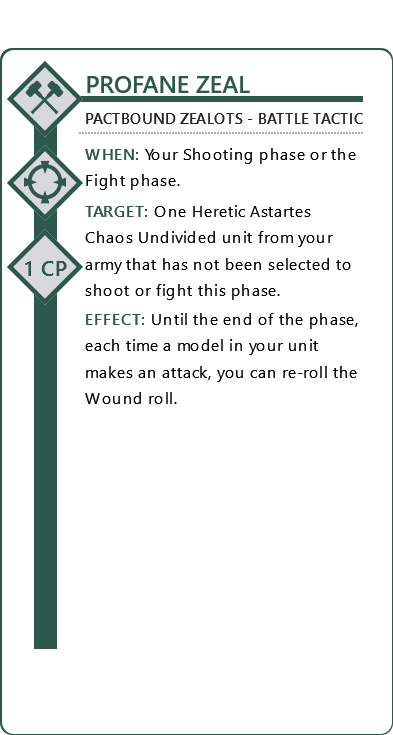 PROFANE ZEAL
PACTBOUND ZEALOTS - BATTLE TACTIC
WHEN: Your Shooting phase or the
Fight phase.
TARGET: One Heretic Astartes
Chaos Undivided unit from your
army that has not been selected to
shoot or fight this phase.
1 CP
EFFECT: Until the end of the phase,
each time a model in your unit
makes an attack, you can re-roll the
Wound roll.